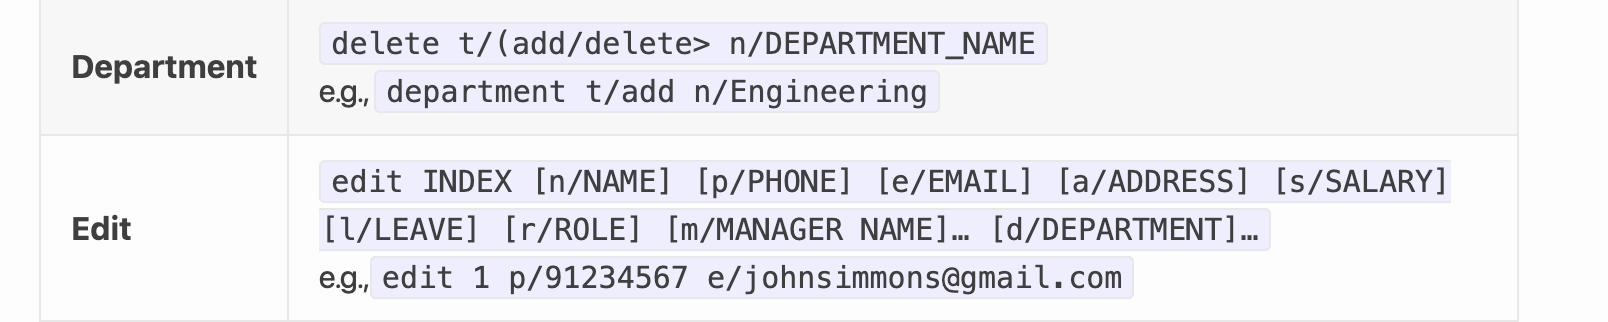 Department
delete t/(add/delete> n/DEPARTMENT_NAME
e.g., department t/add n/Engineering
Edit
edit INDEX [n/NAME] [p/PHONE] [e/EMAIL] [a/ADDRESS] [s/SALARY]
[l/LEAVE] [r/ROLE] [m/MANAGER NAME]… [d/DEPARTMENT]…
e.g., edit 1 p/91234567 e/johnsimmons@gmail.com